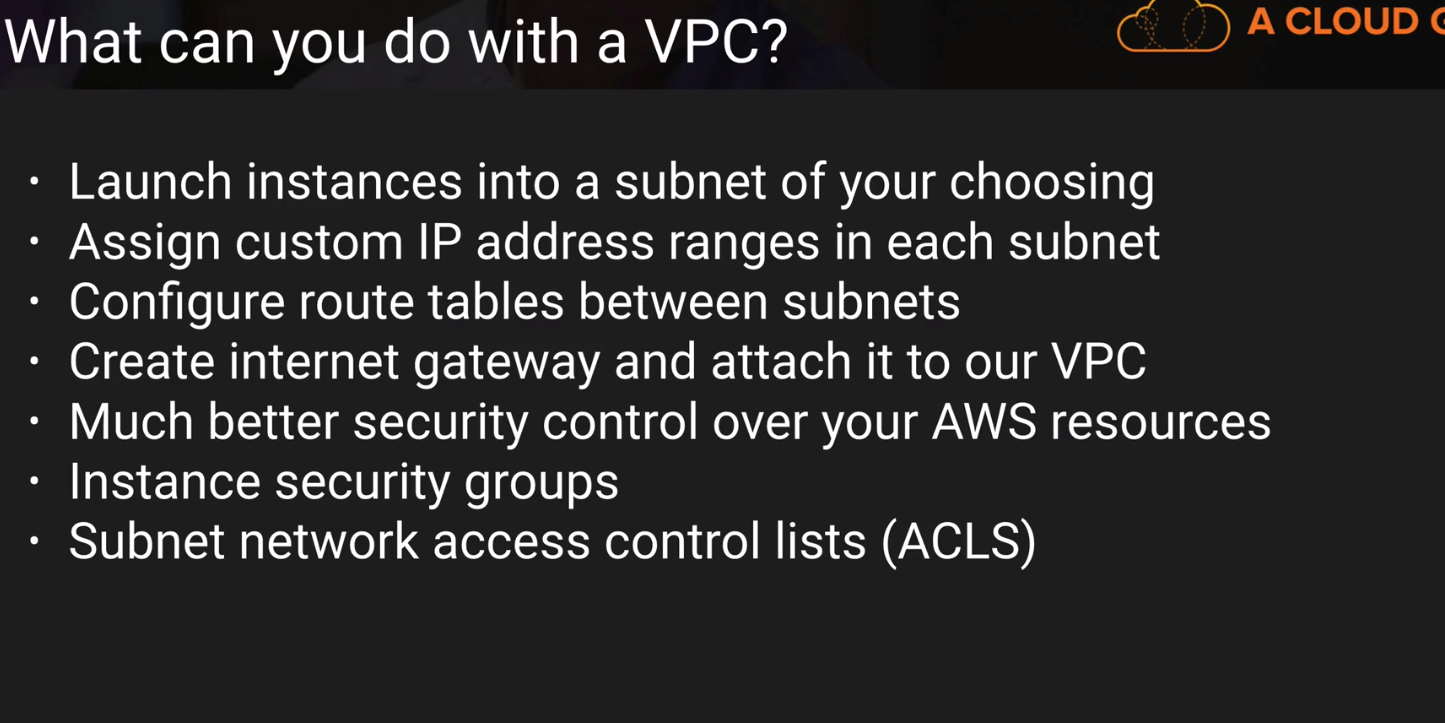 What can you do with a VPC?
A CLOUD G
• Launch instances into a subnet of your choosing
• Assign custom IP address ranges in each subnet
• Configure route tables between subnets
• Create internet gateway and attach it to our VPC
• Much better security control over your AWS resources
• Instance security groups
• Subnet network access control lists (ACLS)